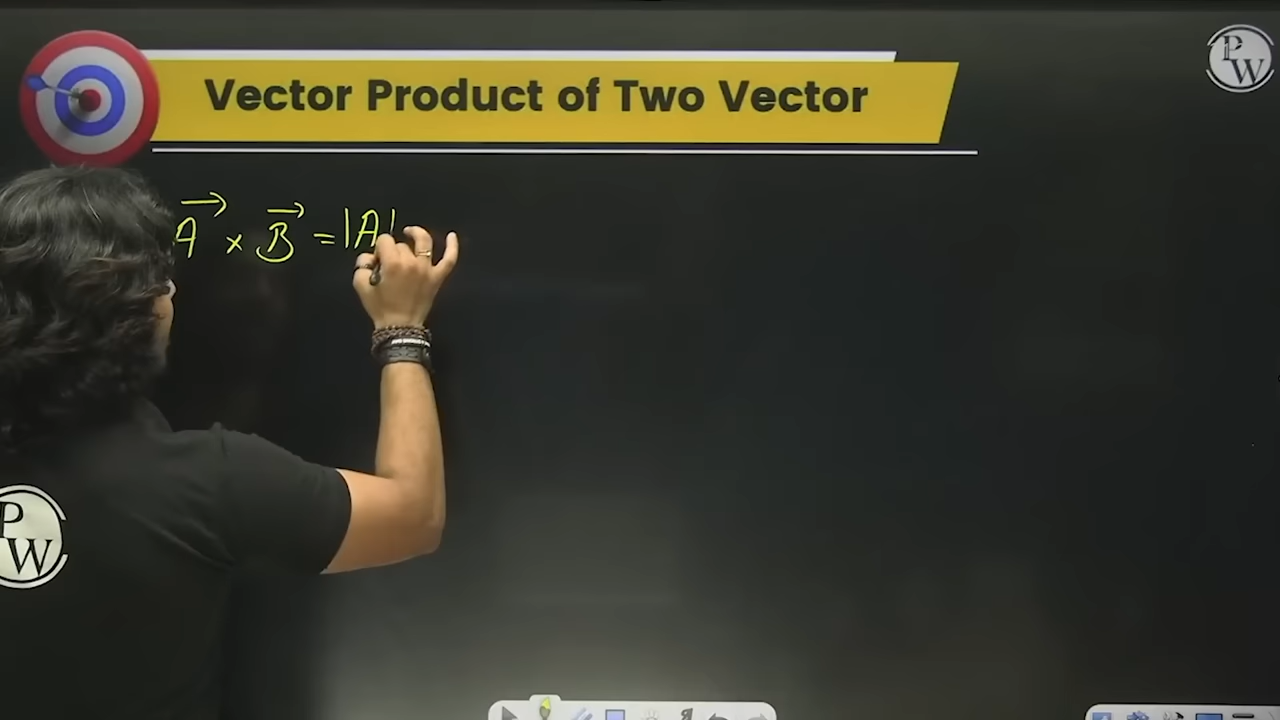 Vector Product of Two Vector
PW
A⃗ × B⃗ = |A|
PW